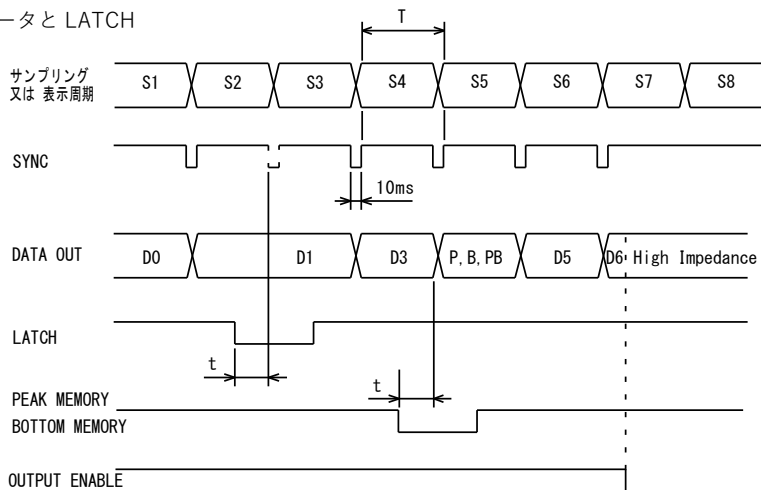 ータと LATCH
T
サンプリング
又は 表示周期
S1 S2 S3 S4 S5 S6 S7 S8
SYNC
10ms
DATA OUT
D0 D1 D3 P,B,PB D5 D6 High Impedance
LATCH
t
t
PEAK MEMORY
BOTTOM MEMORY
OUTPUT ENABLE